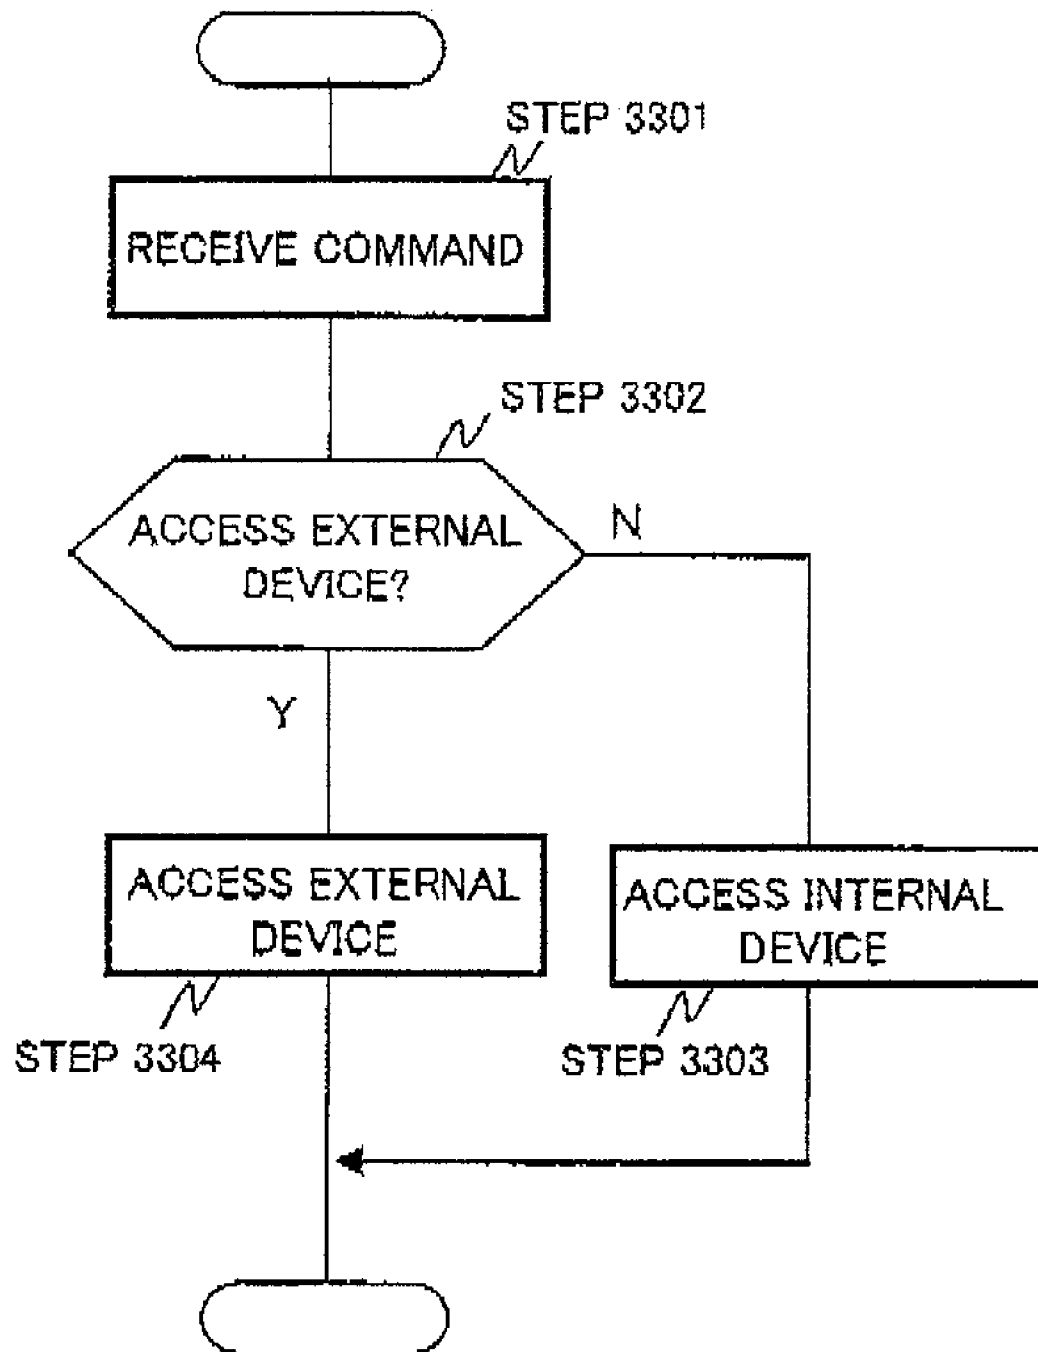 STEP 3301
RECEIVE COMMAND
STEP 3302
ACCESS EXTERNAL
DEVICE?
N
Y
ACCESS EXTERNAL
DEVICE
STEP 3304
ACCESS INTERNAL
DEVICE
STEP 3303